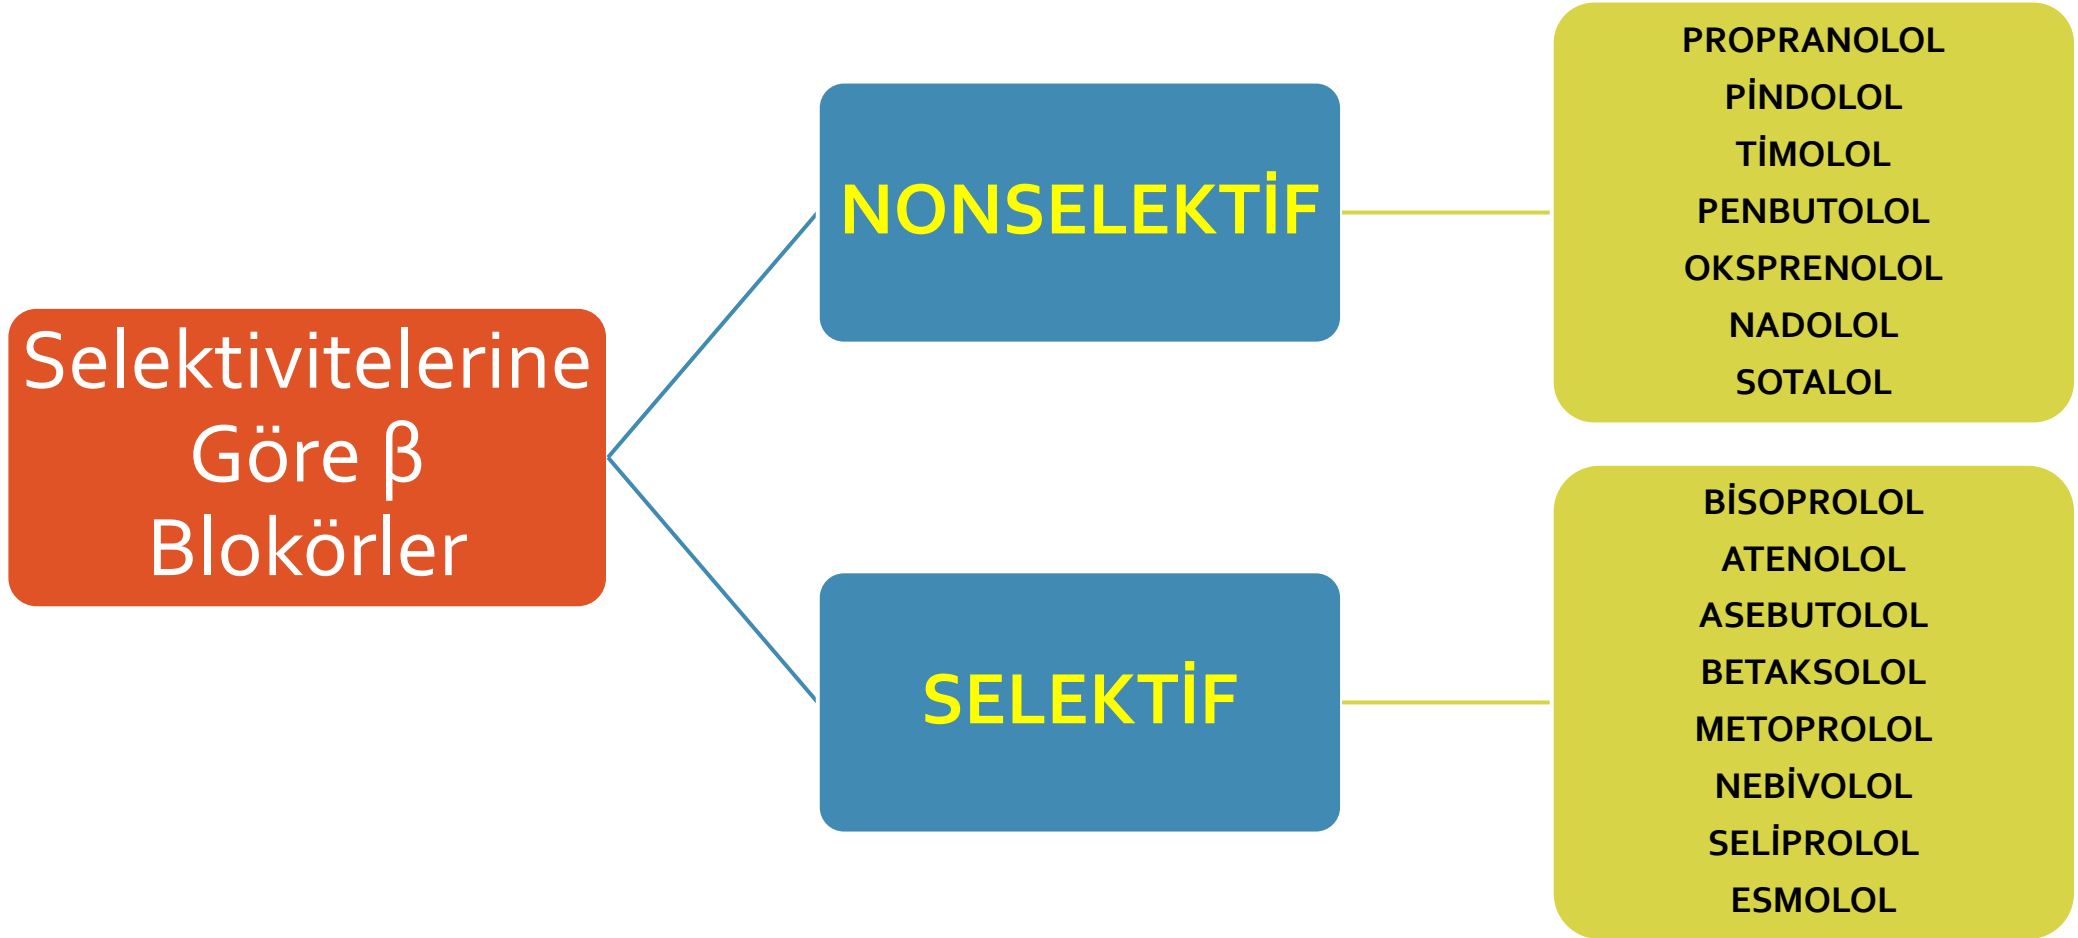 Selektivitelerine
Göre β
Blokörler
NONSELEKTİF
PROPRANOLOL
PİNDOLOL
TİMOLOL
PENBUTOLOL
OKSPRENOLOL
NADOLOL
SOTALOL
SELEKTİF
BİSOPROLOL
ATENOLOL
ASEBUTOLOL
BETAKSOLOL
METOPROLOL
NEBİVOLOL
SELİPROLOL
ESMOLOL